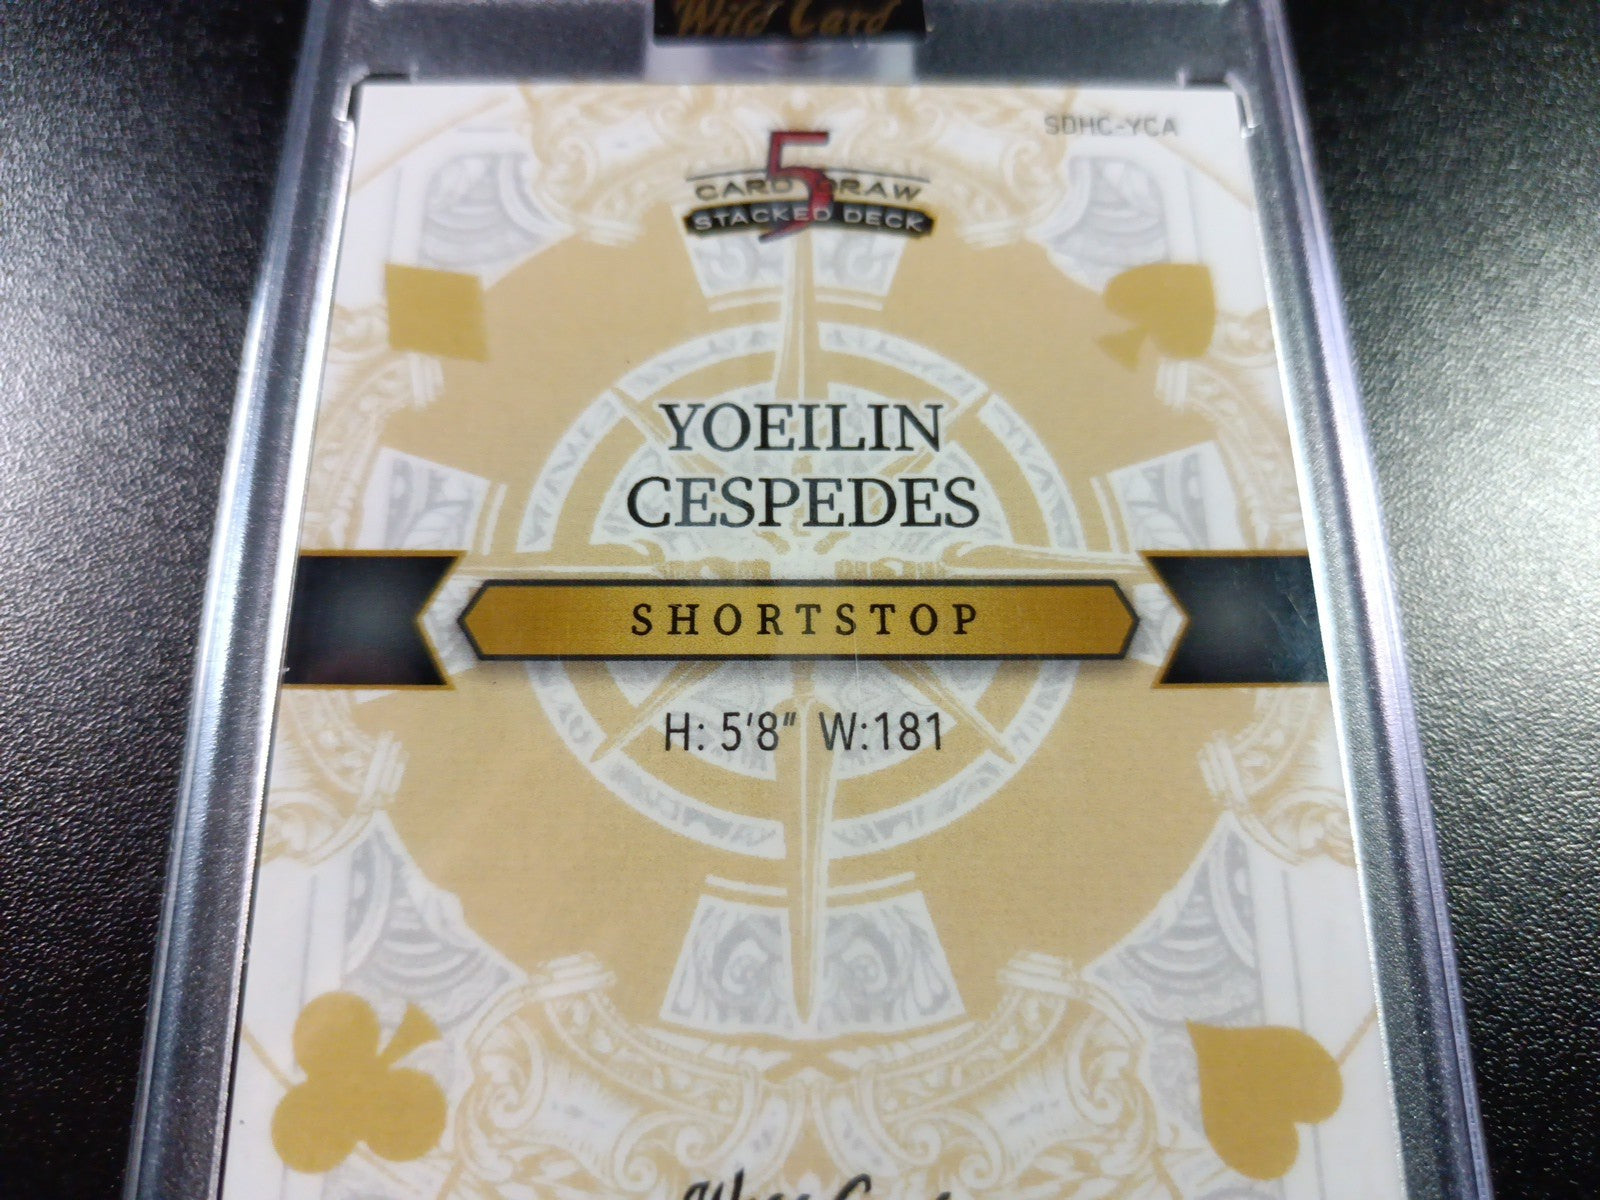 Wild Card
SDHC-YCA
5
CARD DRAW
STACKED DECK
YOEILIN
CESPEDES
SHORTSTOP
H: 5'8" W:181